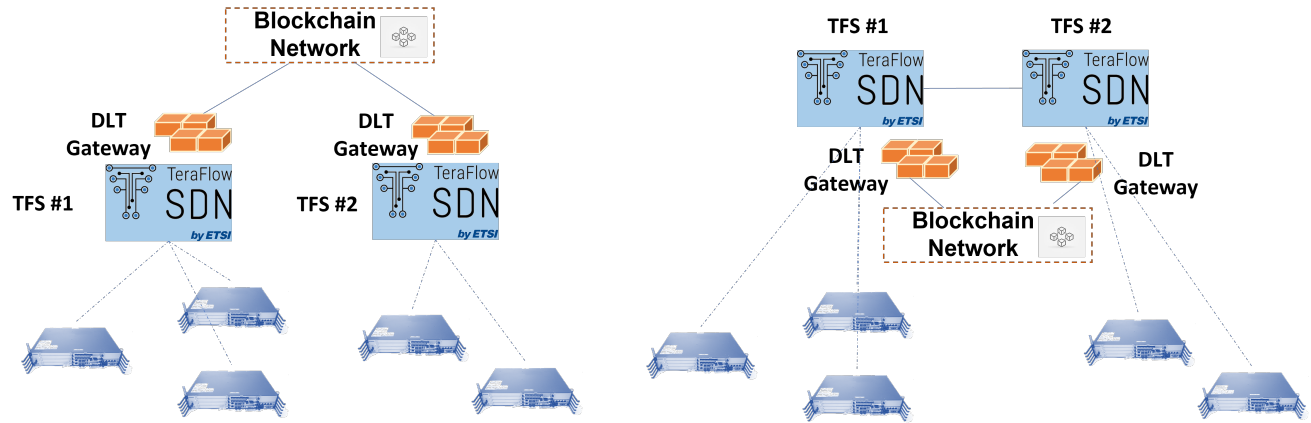 Blockchain
Network
DLT
Gateway
DLT
Gateway
TFS #1
TeraFlow
SDN
by ETSI
TFS #2
TeraFlow
SDN
by ETSI
TFS #1
TFS #2
TeraFlow
SDN
by ETSI
TeraFlow
SDN
by ETSI
DLT
Gateway
DLT
Gateway
Blockchain
Network